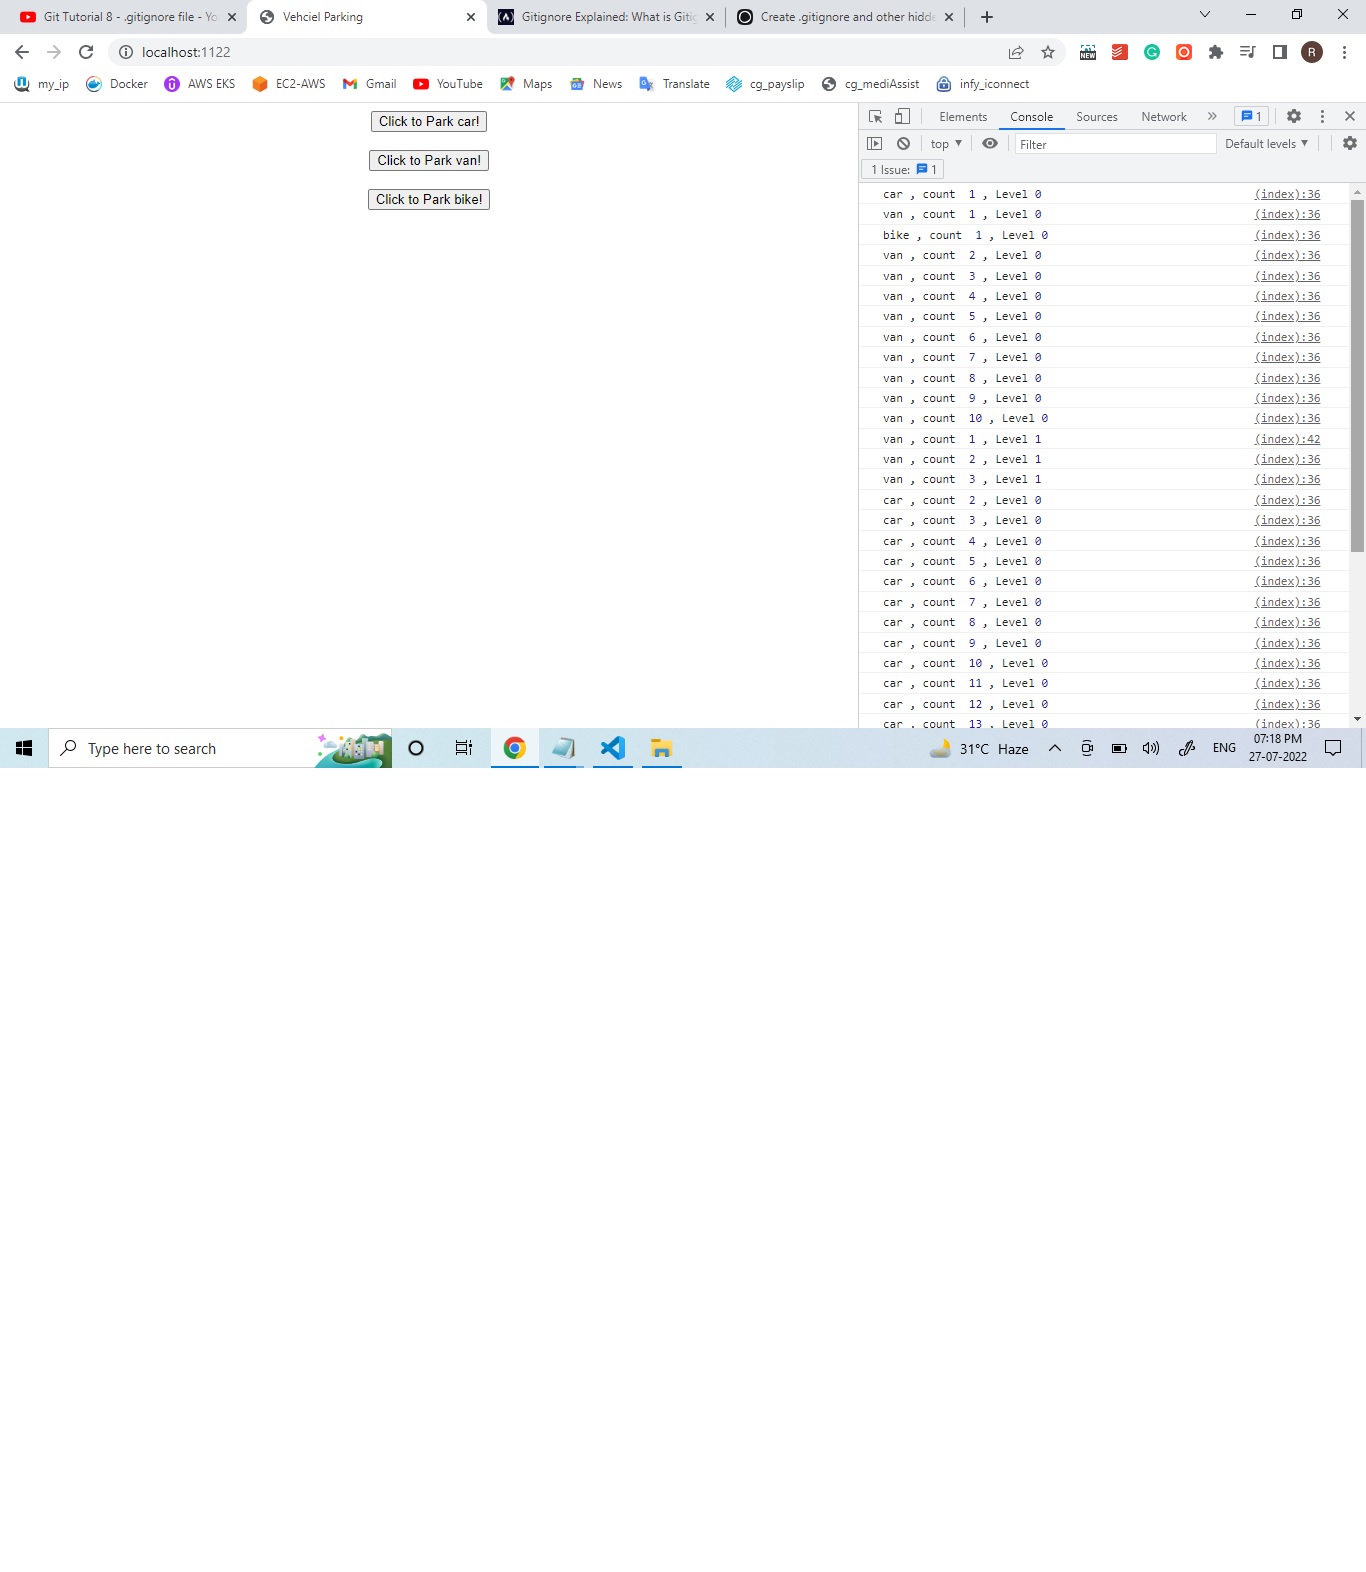 Git Tutorial 8 - .gitignore file - Yo
Vehciel Parking
Gitignore Explained: What is Gitig
Create .gitignore and other hidde
localhost:1122
NEW
R
my_ip Docker AWS EKS EC2-AWS Gmail YouTube Maps News Translate cg_payslip cg_mediAssist infy_iconnect
Click to Park car!
Click to Park van!
Click to Park bike!
Elements Console Sources Network 1
top Filter Default levels
1 Issue: 1
car , count 1 , Level 0 (index):36
van , count 1 , Level 0 (index):36
bike , count 1 , Level 0 (index):36
van , count 2 , Level 0 (index):36
van , count 3 , Level 0 (index):36
van , count 4 , Level 0 (index):36
van , count 5 , Level 0 (index):36
van , count 6 , Level 0 (index):36
van , count 7 , Level 0 (index):36
van , count 8 , Level 0 (index):36
van , count 9 , Level 0 (index):36
van , count 10 , Level 0 (index):36
van , count 1 , Level 1 (index):42
van , count 2 , Level 1 (index):36
van , count 3 , Level 1 (index):36
car , count 2 , Level 0 (index):36
car , count 3 , Level 0 (index):36
car , count 4 , Level 0 (index):36
car , count 5 , Level 0 (index):36
car , count 6 , Level 0 (index):36
car , count 7 , Level 0 (index):36
car , count 8 , Level 0 (index):36
car , count 9 , Level 0 (index):36
car , count 10 , Level 0 (index):36
car , count 11 , Level 0 (index):36
car , count 12 , Level 0 (index):36
car , count 13 , Level 0 (index):36
Type here to search
31°C Haze
ENG
07:18 PM
27-07-2022